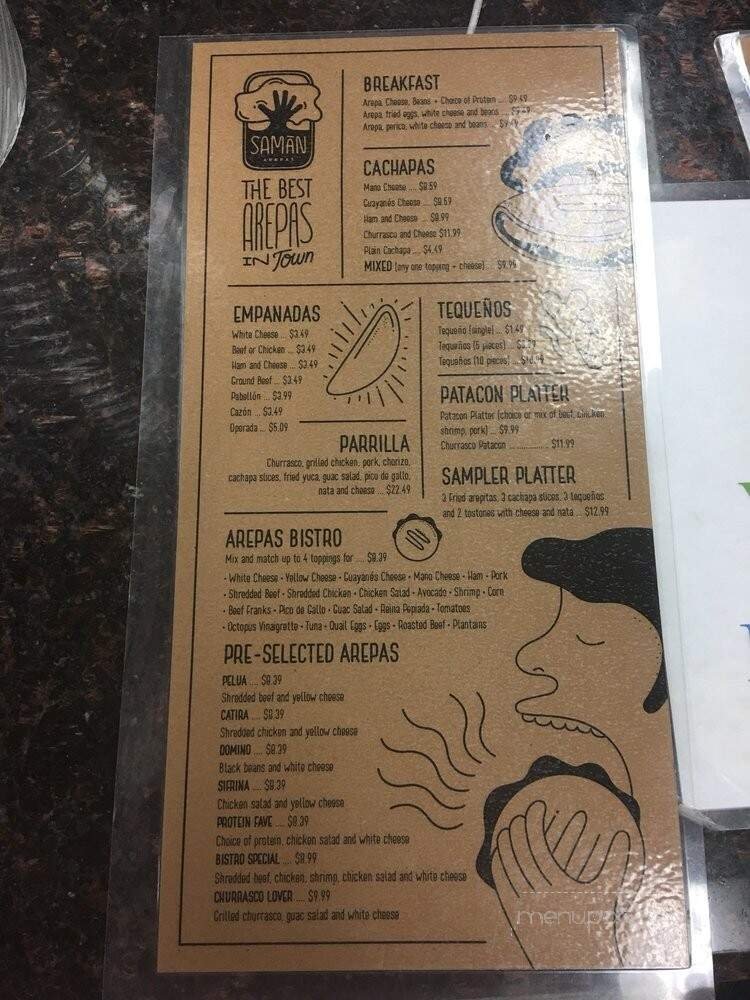 SAMAN
AREPAS
THE BEST
AREPAS
IN Town
BREAKFAST
Arepa, Cheese, Beans + Choice of Protein .... $9.49
Arepa, fried eggs, white cheese and beans ....
Arepa, perico, white cheese and beans ...
CACHAPAS
Mano Cheese .... $8.59
Guayanés Cheese .... $8.59
Ham and Cheese .... $8.99
Churrasco and Cheese $11.99
Plain Cachapa .... $4.49
MIXED (any one topping + cheese) .... $9.99
EMPANADAS
White Cheese ... $3.49
Beef or Chicken ... $3.49
Ham and Cheese ... $3.49
Ground Beef ... $3.49
Pabellón ... $3.99
Cazón ... $3.49
Operada ... $5.09
TEQUEÑOS
Tequeño (single) ... $1.49
Tequeños (5 pieces) ...
Tequeños (10 pieces) ...
PATACON PLATTER
Patacon Platter (choice or mix of beef, chicken,
shrimp, pork) ... $9.99
Churrasco Patacon ................ $11.99
PARRILLA
Churrasco, grilled chicken, pork, chorizo,
cachapa slices, fried yuca, guac salad, pico de gallo,
nata and cheese ... $22.49
SAMPLER PLATTER
3 Fried arepitas, 3 cachapa slices, 3 tequeños
and 2 tostones with cheese and nata ... $12.99
AREPAS BISTRO
Mix and match up to 4 toppings for .... $8.39
• White Cheese • Yellow Cheese • Guayanés Cheese • Mano Cheese • Ham • Pork
• Shredded Beef • Shredded Chicken • Chicken Salad • Avocado • Shrimp • Corn
• Beef Franks • Pico de Gallo • Guac Salad • Reina Pepiada • Tomatoes
• Octopus Vinaigrette • Tuna • Quail Eggs • Eggs • Roasted Beef • Plantains
PRE-SELECTED AREPAS
PELUA .... $8.39
Shredded beef and yellow cheese
CATIRA .... $8.39
Shredded chicken and yellow cheese
DOMINO .... $8.39
Black beans and white cheese
SIFRINA .... $8.39
Chicken salad and yellow cheese
PROTEIN FAVE .... $8.39
Choice of protein, chicken salad and white cheese
BISTRO SPECIAL .... $8.99
Shredded beef, chicken, shrimp, chicken salad and white cheese
CHURRASCO LOVER .... $9.99
Grilled churrasco, guac salad and white cheese